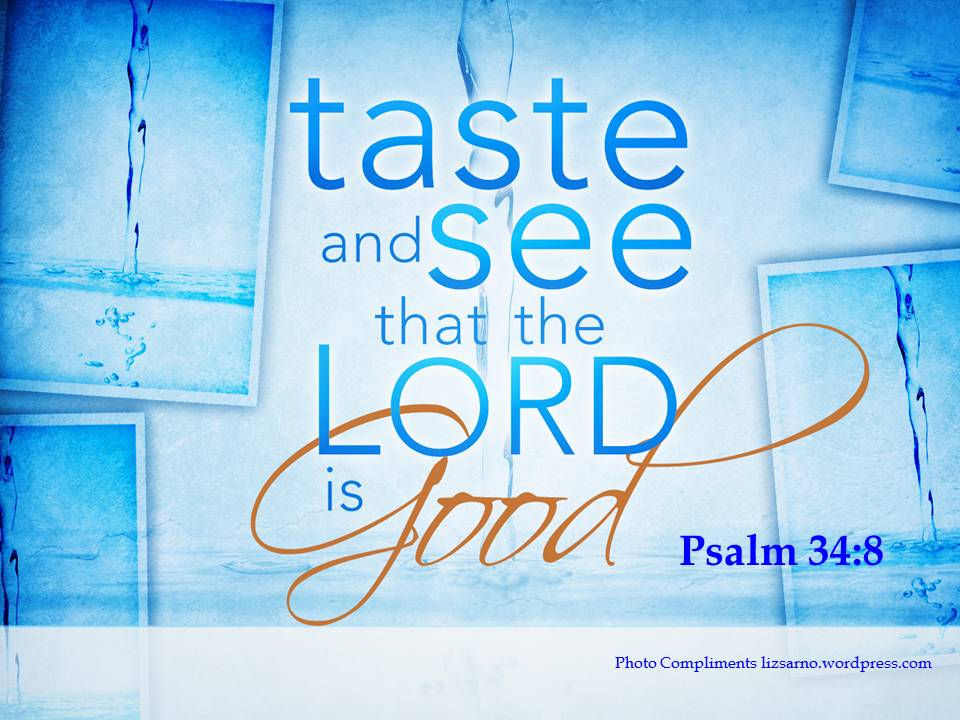 taste
and see
that the
LORD
is Good
Psalm 34:8
Photo Compliments lizsarno.wordpress.com